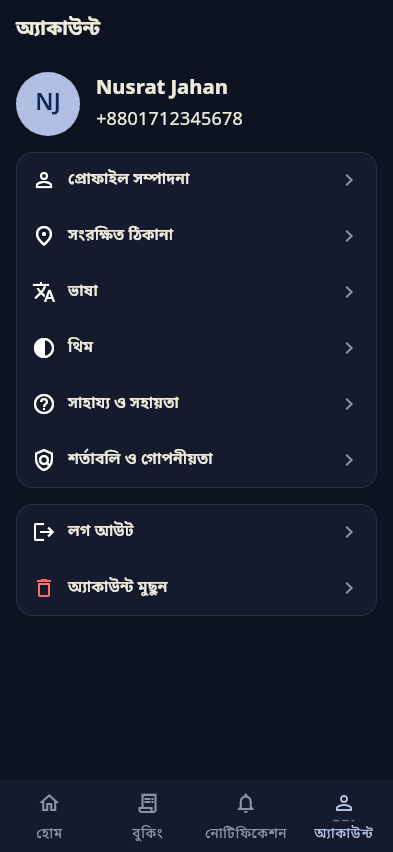 অ্যাকাউন্ট
NJ
Nusrat Jahan
+8801712345678
প্রোফাইল সম্পাদনা
সংরক্ষিত ঠিকানা
ভাষা
থিম
সাহায্য ও সহায়তা
শর্তাবলি ও গোপনীয়তা
লগ আউট
অ্যাকাউন্ট মুছুন
হোম
বুকিং
নোটিফিকেশন
অ্যাকাউন্ট